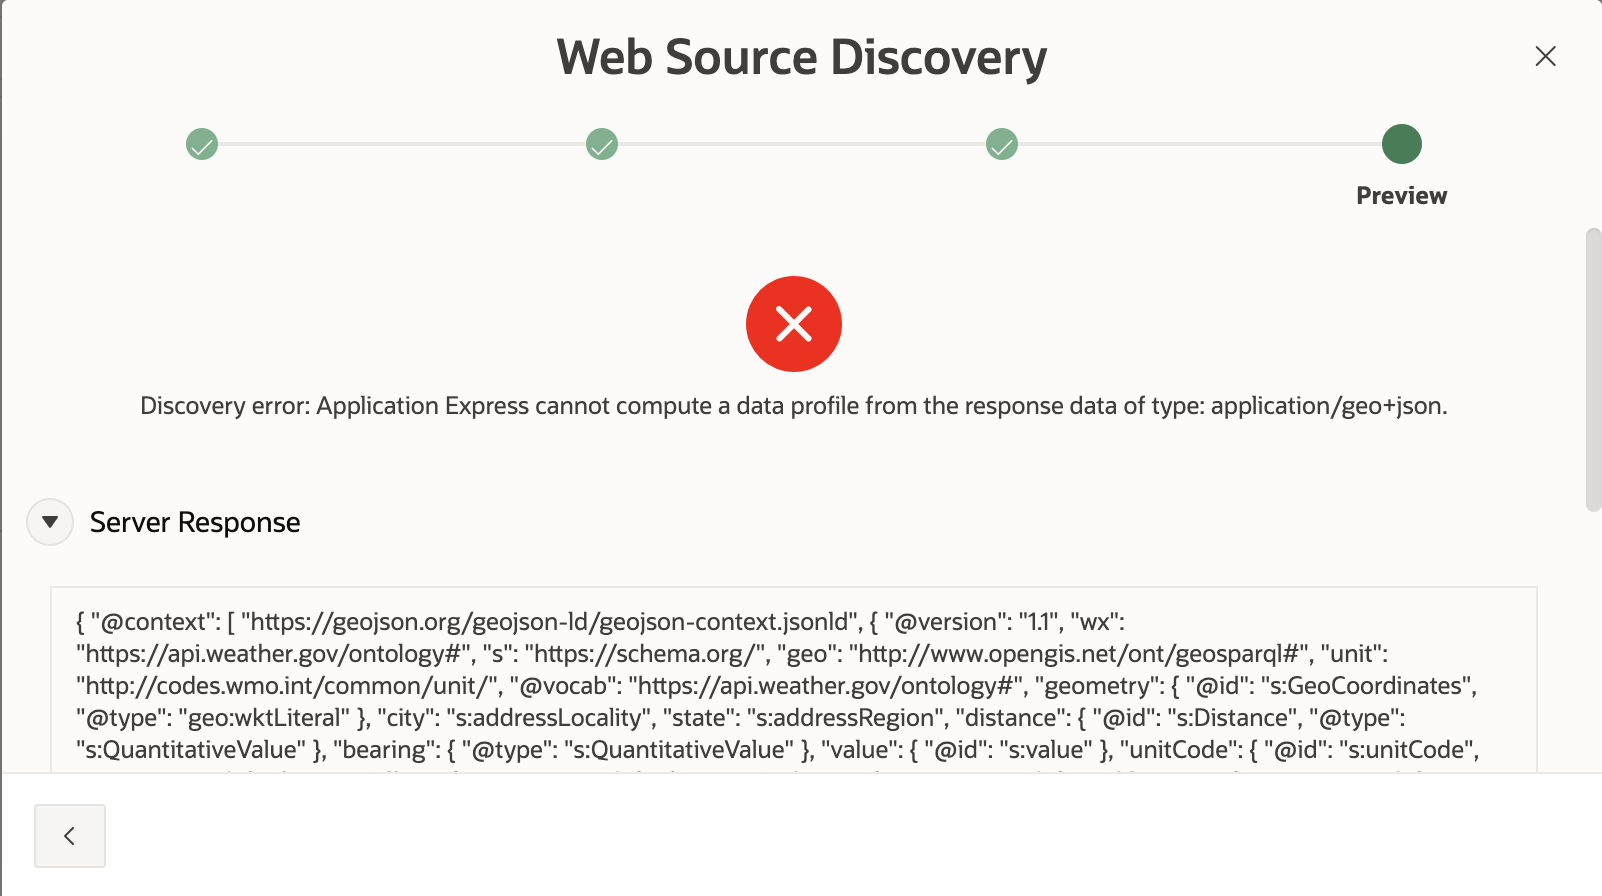 Web Source Discovery
Preview
Discovery error: Application Express cannot compute a data profile from the response data of type: application/geo+json.
Server Response
{ "@context": [ "https://geojson.org/geojson-ld/geojson-context.jsonld", { "@version": "1.1", "wx":
"https://api.weather.gov/ontology#", "s": "https://schema.org/", "geo": "http://www.opengis.net/ont/geosparql#", "unit":
"http://codes.wmo.int/common/unit/", "@vocab": "https://api.weather.gov/ontology#", "geometry": { "@id": "s:GeoCoordinates",
"@type": "geo:wktLiteral" }, "city": "s:addressLocality", "state": "s:addressRegion", "distance": { "@id": "s:Distance", "@type":
"s:QuantitativeValue" }, "bearing": { "@type": "s:QuantitativeValue" }, "value": { "@id": "s:value" }, "unitCode": { "@id": "s:unitCode",